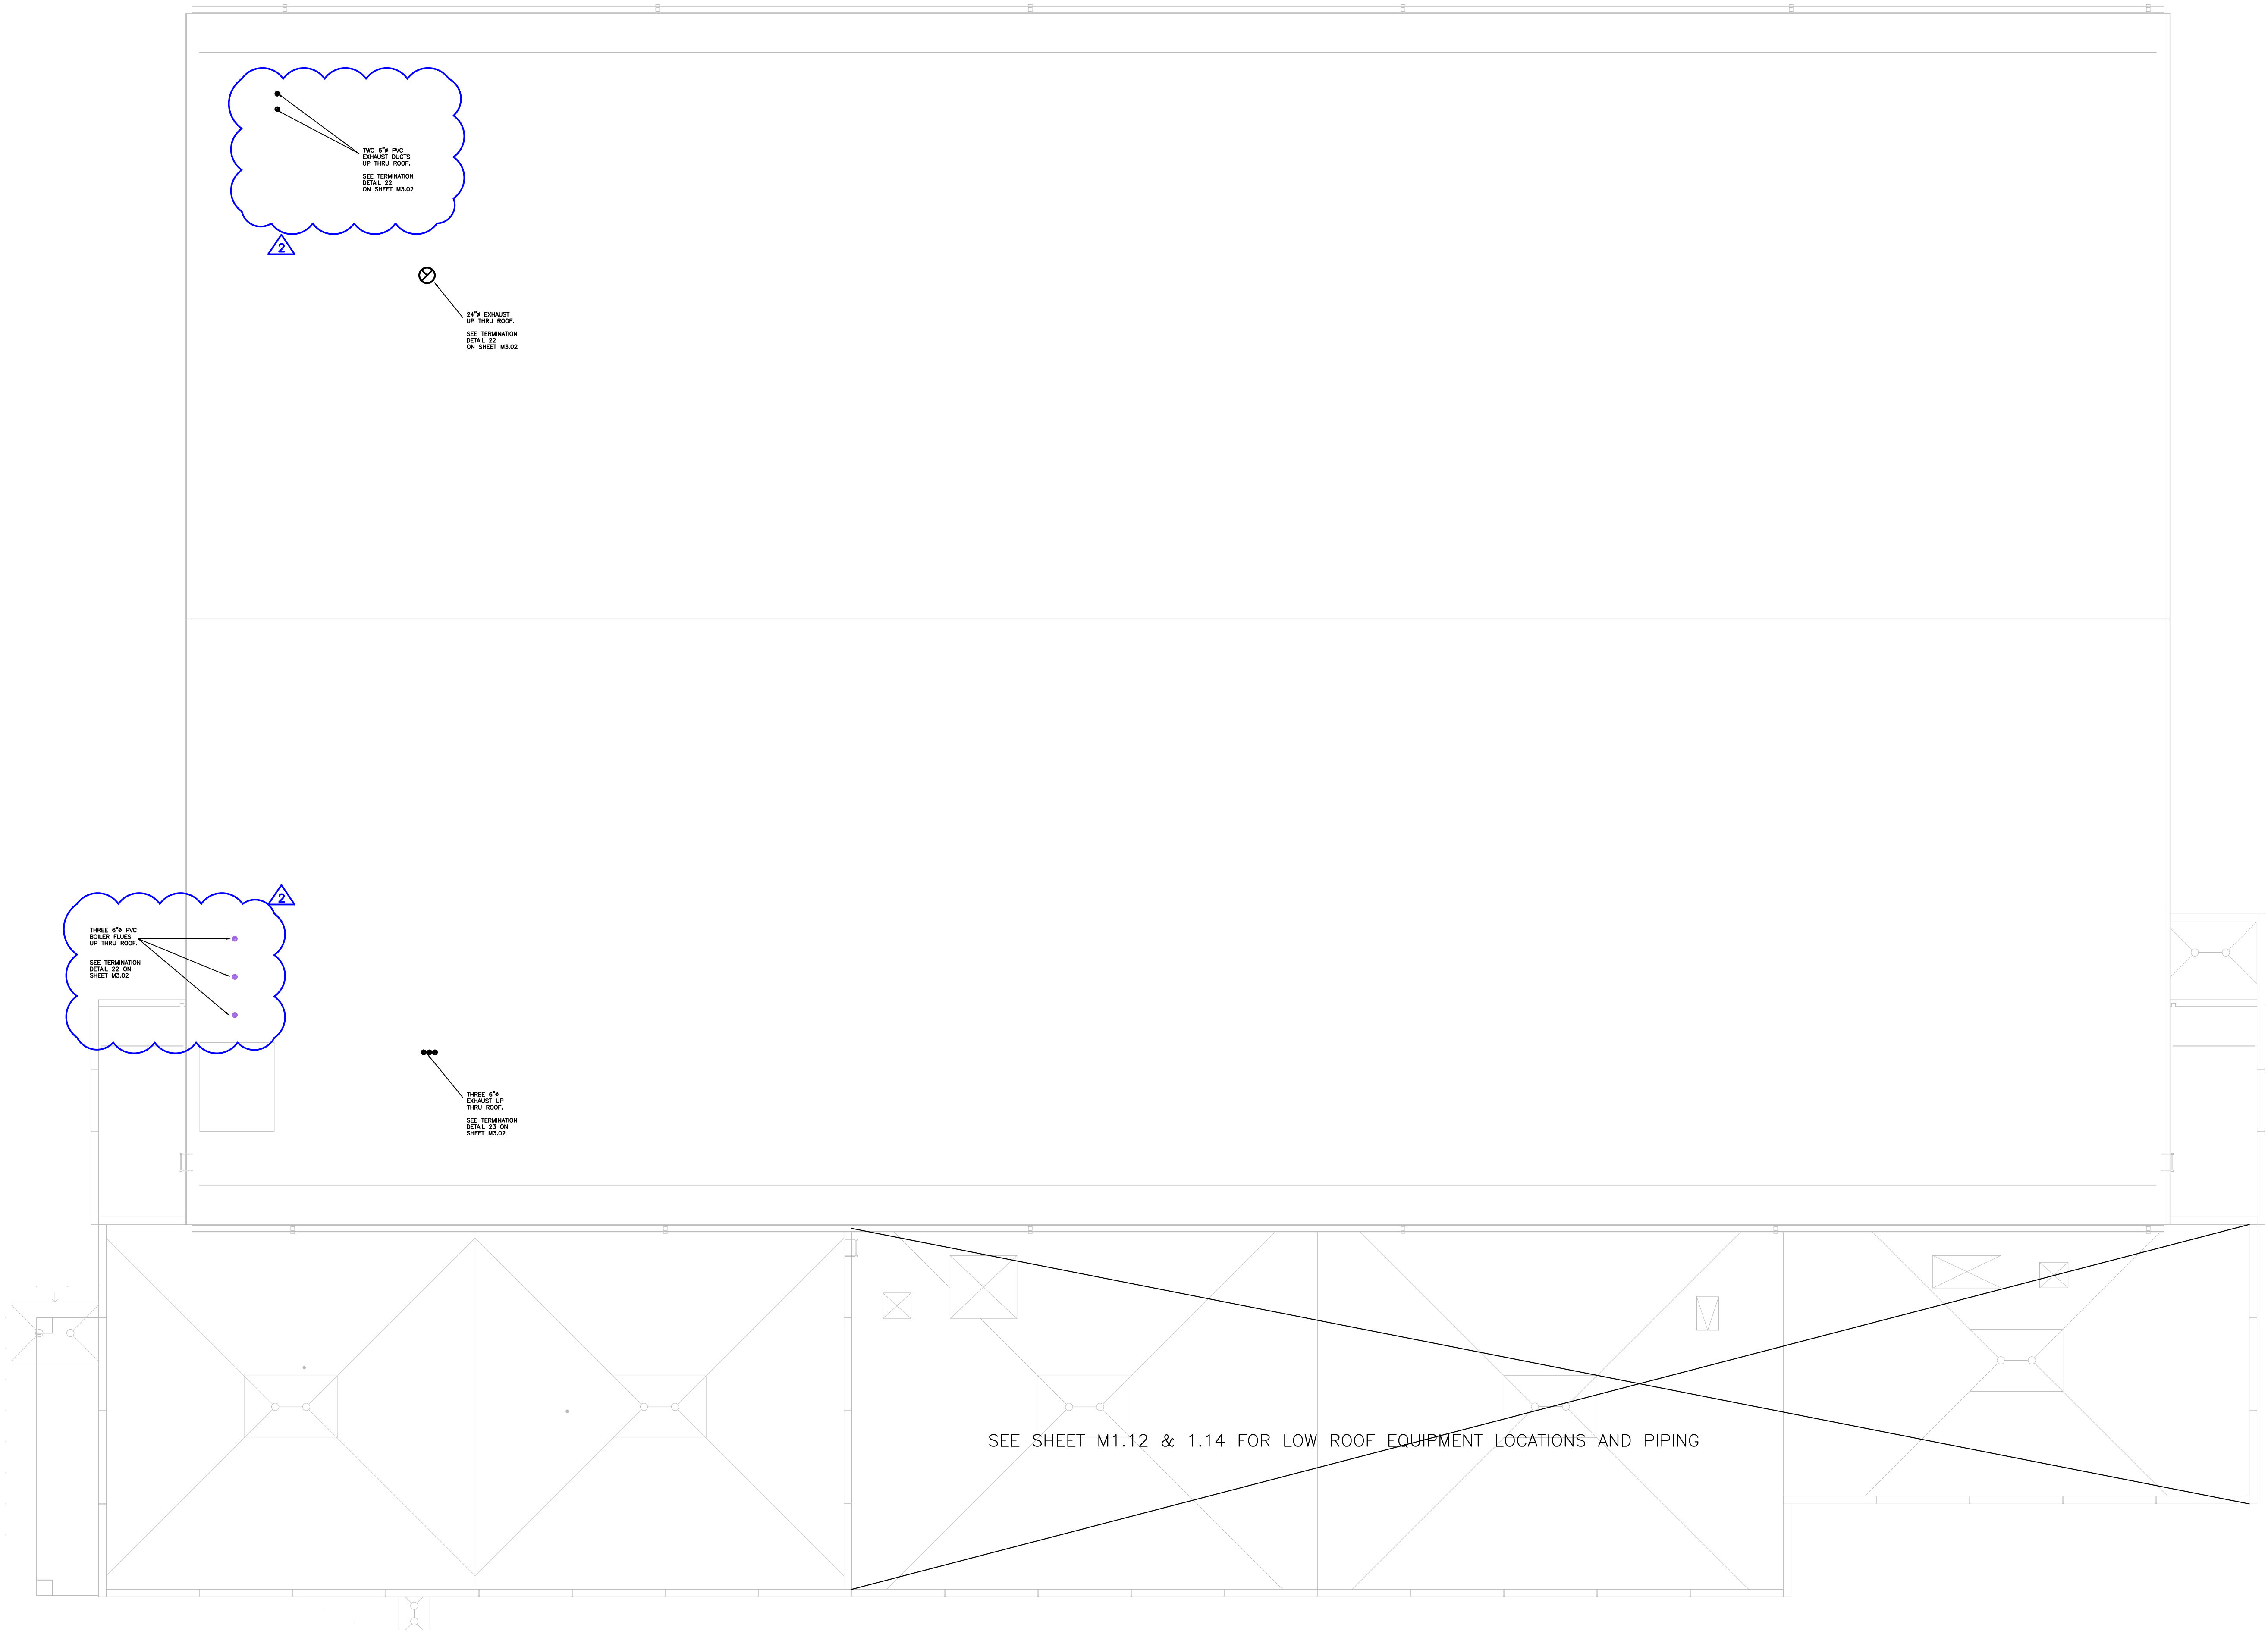 TWO 6"ø PVC
EXHAUST DUCTS
UP THRU ROOF.
SEE TERMINATION
DETAIL 22
ON SHEET M3.02
2
24"ø EXHAUST
UP THRU ROOF.
SEE TERMINATION
DETAIL 22
ON SHEET M3.02
2
THREE 6"ø PVC
BOILER FLUES
UP THRU ROOF.
SEE TERMINATION
DETAIL 22 ON
SHEET M3.02
THREE 6"ø
EXHAUST UP
THRU ROOF.
SEE TERMINATION
DETAIL 23 ON
SHEET M3.02
SEE SHEET M1.12 & 1.14 FOR LOW ROOF EQUIPMENT LOCATIONS AND PIPING